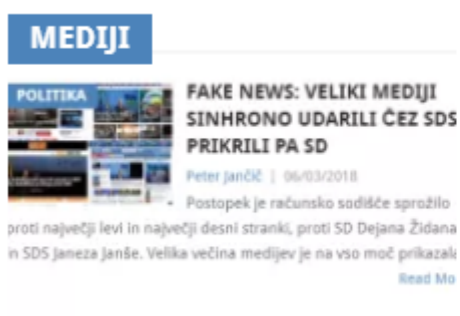 MEDIJI
POLITIKA
FAKE NEWS: VELIKI MEDIJI
SINHRONO UDARILI ČEZ SDS
PRIKRILI PA SD
Peter Jančič | 06/03/2018
Postopek je računsko sodišče sprožilo
proti največji levi in največji desni stranki, proti SD Dejana Židana
in SDS Janeza Janše. Velika večina medijev je na vso moč prikazala
Read Mo